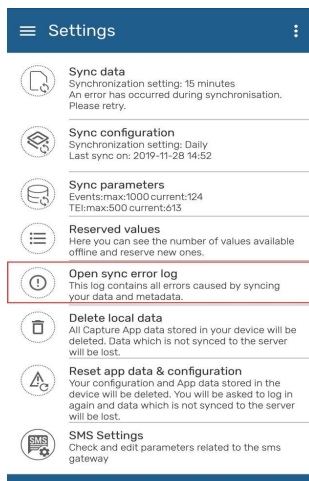 Settings
Sync data
Synchronization setting: 15 minutes
An error has occurred during synchronisation.
Please retry.
Sync configuration
Synchronization setting: Daily
Last sync on: 2019-11-28 14:52
Sync parameters
Events:max:1000 current:124
TEI:max:500 current:613
Reserved values
Here you can see the number of values available
offline and reserve new ones.
Open sync error log
This log contains all errors caused by syncing
your data and metadata.
Delete local data
All Capture App data stored in your device will be
deleted. Data which is not synced to the server
will be lost.
Reset app data & configuration
Your configuration and App data stored in the
device will be deleted. You will be asked to log in
again and data which is not synced to the server
will be lost.
SMS
SMS Settings
Check and edit parameters related to the sms
gateway